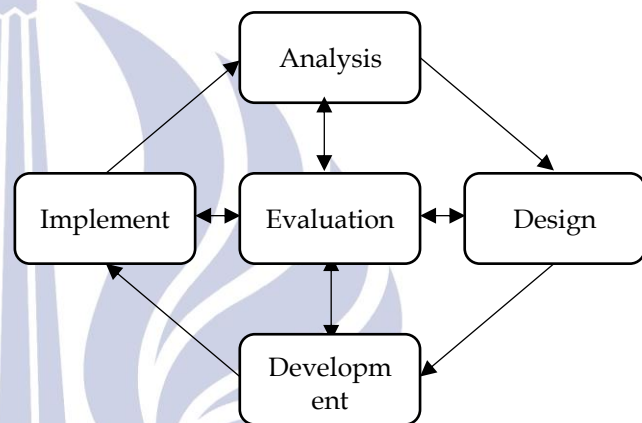 Analysis
Implement
Evaluation
Design
Developm
ent